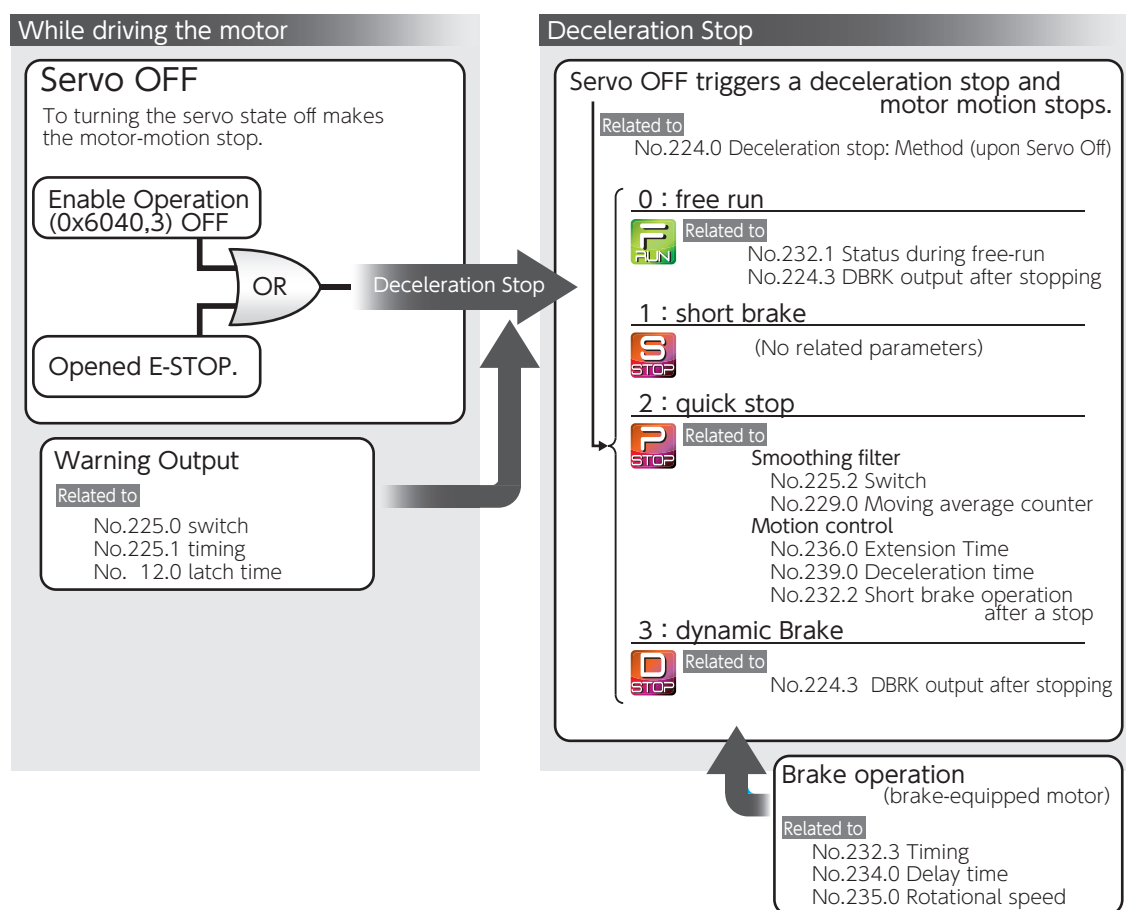 While driving the motor
Servo OFF
To turning the servo state off makes
the motor-motion stop.
Enable Operation
(0x6040,3) OFF
OR
Opened E-STOP.
Deceleration Stop
Warning Output
Related to
No.225.0 switch
No.225.1 timing
No. 12.0 latch time
Deceleration Stop
Servo OFF triggers a deceleration stop and
motor motion stops.
Related to
No.224.0 Deceleration stop: Method (upon Servo Off)
0 : free run
F
RUN
Related to
No.232.1 Status during free-run
No.224.3 DBRK output after stopping
1 : short brake
S
STOP
(No related parameters)
2 : quick stop
P
STOP
Related to
Smoothing filter
No.225.2 Switch
No.229.0 Moving average counter
Motion control
No.236.0 Extension Time
No.239.0 Deceleration time
No.232.2 Short brake operation
after a stop
3 : dynamic Brake
D
STOP
Related to
No.224.3 DBRK output after stopping
Brake operation
(brake-equipped motor)
Related to
No.232.3 Timing
No.234.0 Delay time
No.235.0 Rotational speed